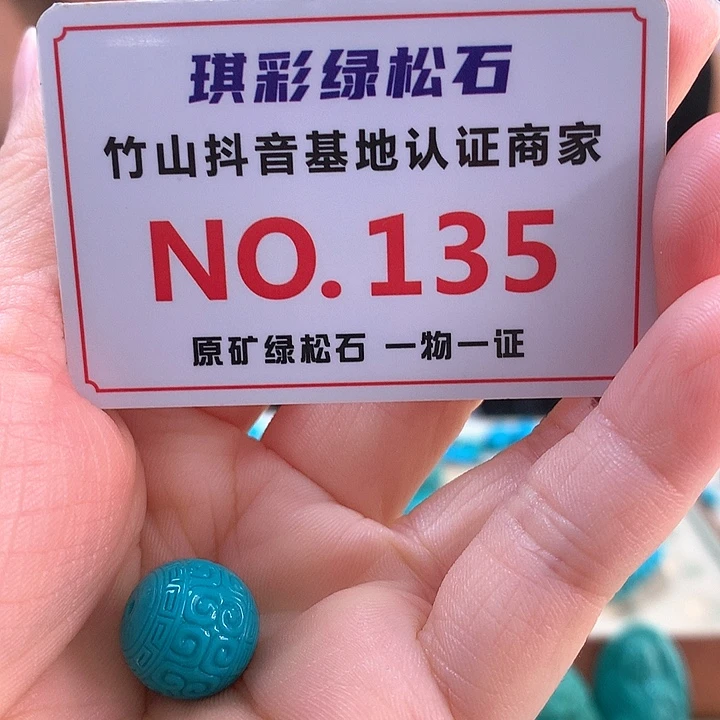 琪彩绿松石
竹山抖音基地认证商家
NO.135
原矿绿松石 一物一证